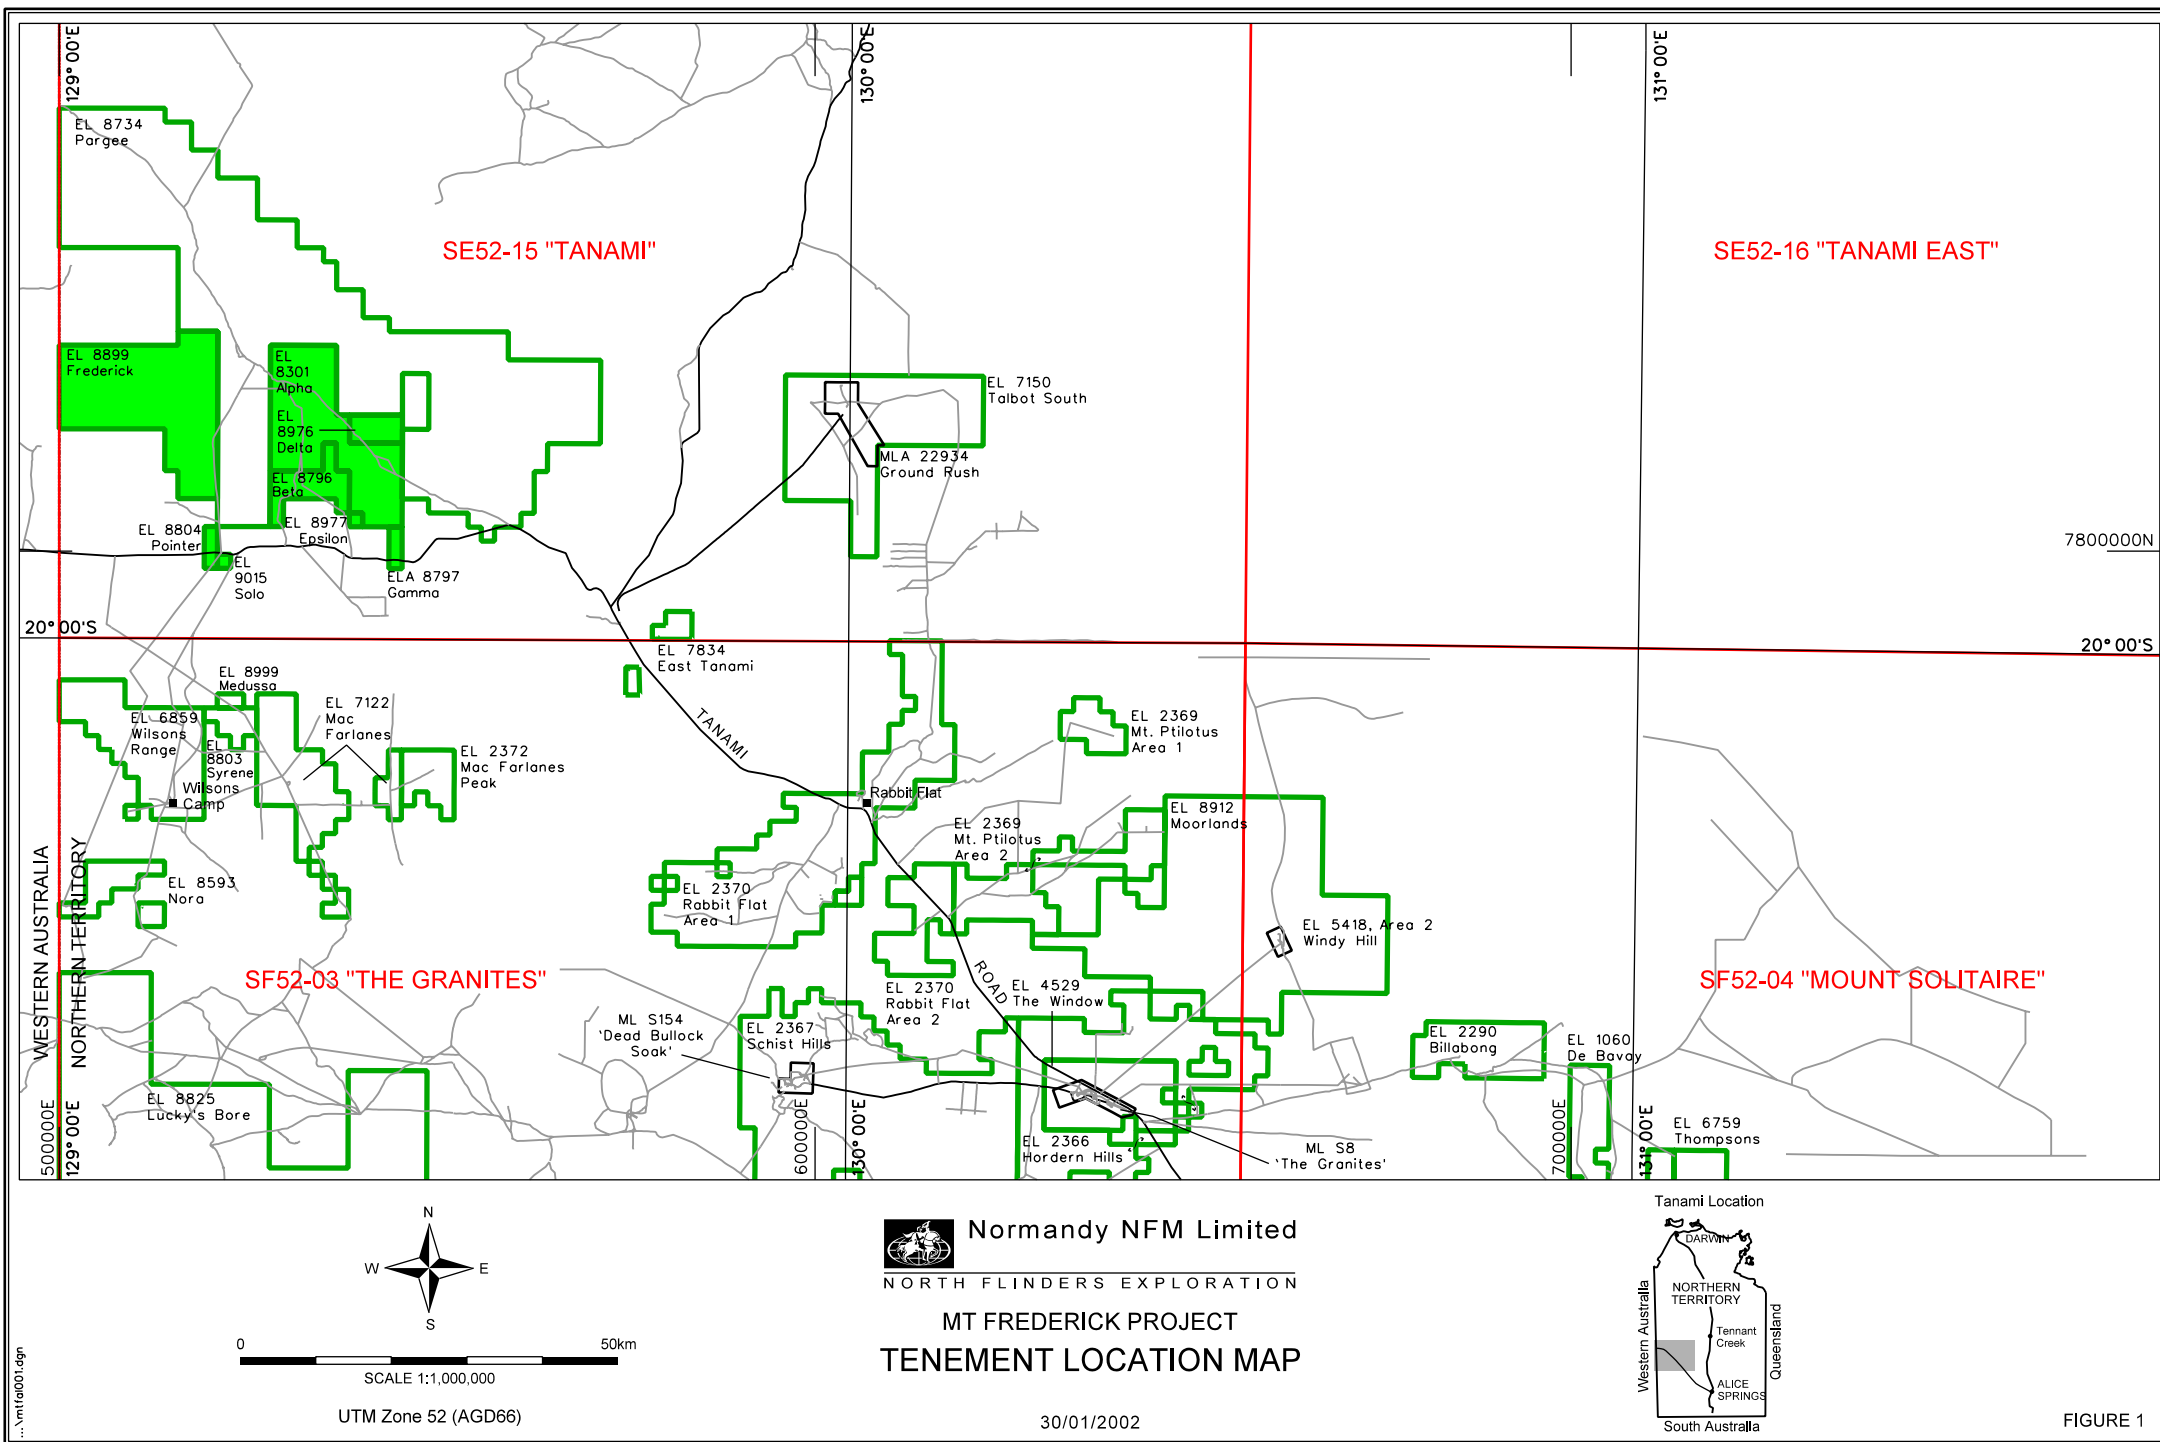 129° 00'E
130° 00'E
131° 00'E
EL 8734
Pargee
SE52-15 "TANAMI"
SE52-16 "TANAMI EAST"
EL 8899
Frederick
EL
8301
Alpha
EL
8976
Delta
EL 8796
Beta
EL 7150
Talbot South
MLA 22934
Ground Rush
EL 8804
Pointer
EL 8977
Epsilon
EL
9015
Solo
ELA 8797
Gamma
7800000N
20° 00'S
20° 00'S
EL 7834
East Tanami
EL 8999
Medussa
EL 6859
Wilsons
Range
EL
8803
Syrene
EL 7122
Mac
Farlanes
EL 2372
Mac Farlanes
Peak
Wilsons
Camp
TANAMI
ROAD
EL 2369
Mt. Ptilotus
Area 1
Rabbit Flat
EL 2369
Mt. Ptilotus
Area 2
EL 8912
Moorlands
EL 8593
Nora
EL 2370
Rabbit Flat
Area 1
EL 5418, Area 2
Windy Hill
WESTERN AUSTRALIA
NORTHERN TERRITORY
SF52-03 "THE GRANITES"
SF52-04 "MOUNT SOLITAIRE"
EL 2370
Rabbit Flat
Area 2
EL 4529
The Window
ML S154
'Dead Bullock
Soak'
EL 2367
Schist Hills
EL 2290
Billabong
EL 1060
De Bavay
EL 8825
Lucky's Bore
EL 2366
Hordern Hills
ML S8
'The Granites'
EL 6759
Thompsons
500000E
129° 00'E
600000E
130° 00'E
700000E
131° 00'E
N
W
E
S
0
50km
SCALE 1:1,000,000
UTM Zone 52 (AGD66)
...\mtfal001.dgn
Normandy NFM Limited
NORTH FLINDERS EXPLORATION
MT FREDERICK PROJECT
TENEMENT LOCATION MAP
30/01/2002
Tanami Location
DARWIN
NORTHERN
TERRITORY
Tennant
Creek
ALICE
SPRINGS
Western Australia
Queensland
South Australia
FIGURE 1